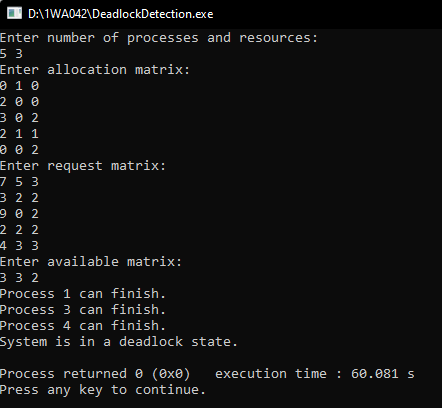 D:\1WA042\DeadlockDetection.exe
Enter number of processes and resources:
5 3
Enter allocation matrix:
0 1 0
2 0 0
3 0 2
2 1 1
0 0 2
Enter request matrix:
7 5 3
3 2 2
9 0 2
2 2 2
4 3 3
Enter available matrix:
3 3 2
Process 1 can finish.
Process 3 can finish.
Process 4 can finish.
System is in a deadlock state.
Process returned 0 (0x0)   execution time : 60.081 s
Press any key to continue.